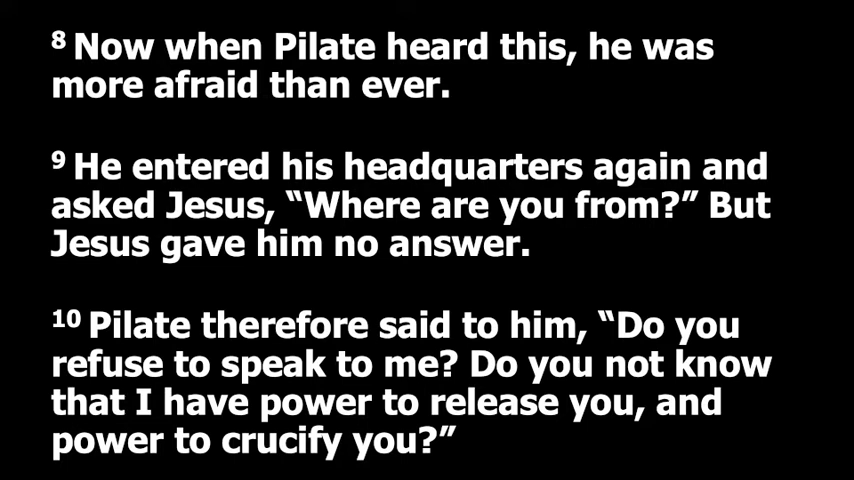 8 Now when Pilate heard this, he was
more afraid than ever.
9 He entered his headquarters again and
asked Jesus, “Where are you from?” But
Jesus gave him no answer.
10 Pilate therefore said to him, “Do you
refuse to speak to me? Do you not know
that I have power to release you, and
power to crucify you?”